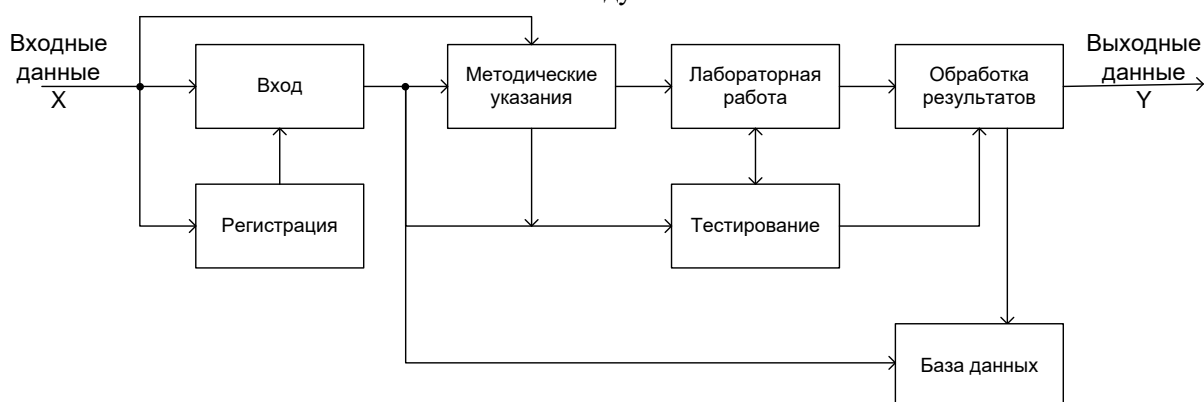 Входные
данные
X
Вход
Методические
указания
Лабораторная
работа
Обработка
результатов
Выходные
данные
Y
Регистрация
Тестирование
База данных